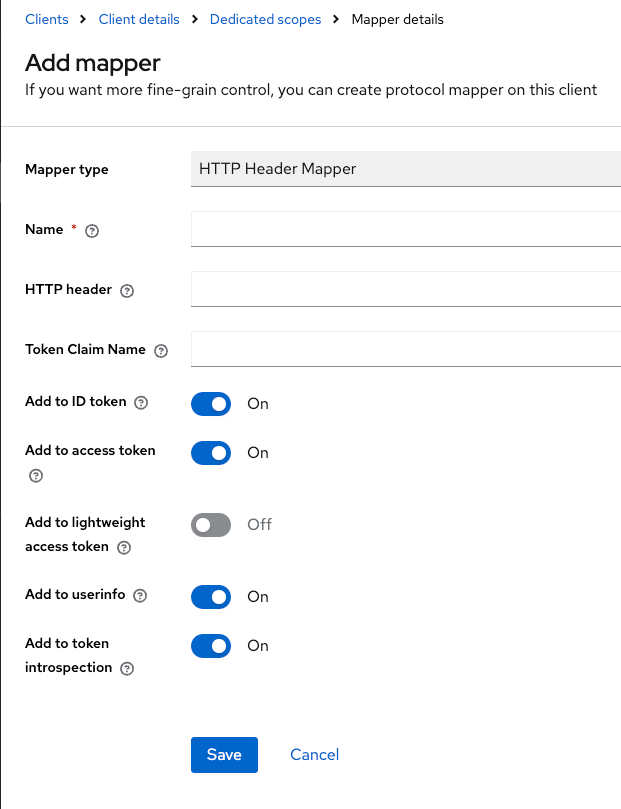 Clients > Client details > Dedicated scopes > Mapper details
Add mapper
If you want more fine-grain control, you can create protocol mapper on this client
Mapper type HTTP Header Mapper
Name *
HTTP header
Token Claim Name
Add to ID token On
Add to access token On
Add to lightweight
access token Off
Add to userinfo On
Add to token
introspection On
Save Cancel